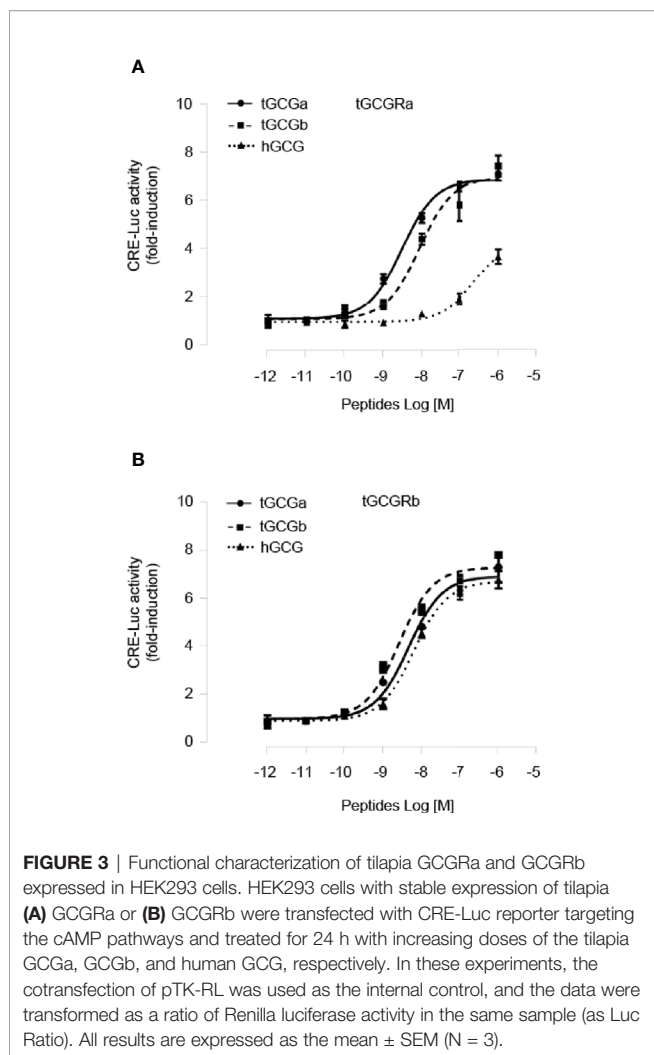 A
tGCGa
tGCGb
hGCG
tGCGRa
CRE-Luc activity
(fold-induction)
10
8
6
4
2
0
-12 -11 -10 -9 -8 -7 -6 -5
Peptides Log [M]
B
tGCGa
tGCGb
hGCG
tGCGRb
CRE-Luc activity
(fold-induction)
10
8
6
4
2
0
-12 -11 -10 -9 -8 -7 -6 -5
Peptides Log [M]
FIGURE 3 | Functional characterization of tilapia GCGRa and GCGRb
expressed in HEK293 cells. HEK293 cells with stable expression of tilapia
(A) GCGRa or (B) GCGRb were transfected with CRE-Luc reporter targeting
the cAMP pathways and treated for 24 h with increasing doses of the tilapia
GCGa, GCGb, and human GCG, respectively. In these experiments, the
cotransfection of pTK-RL was used as the internal control, and the data were
transformed as a ratio of Renilla luciferase activity in the same sample (as Luc
Ratio). All results are expressed as the mean ± SEM (N = 3).